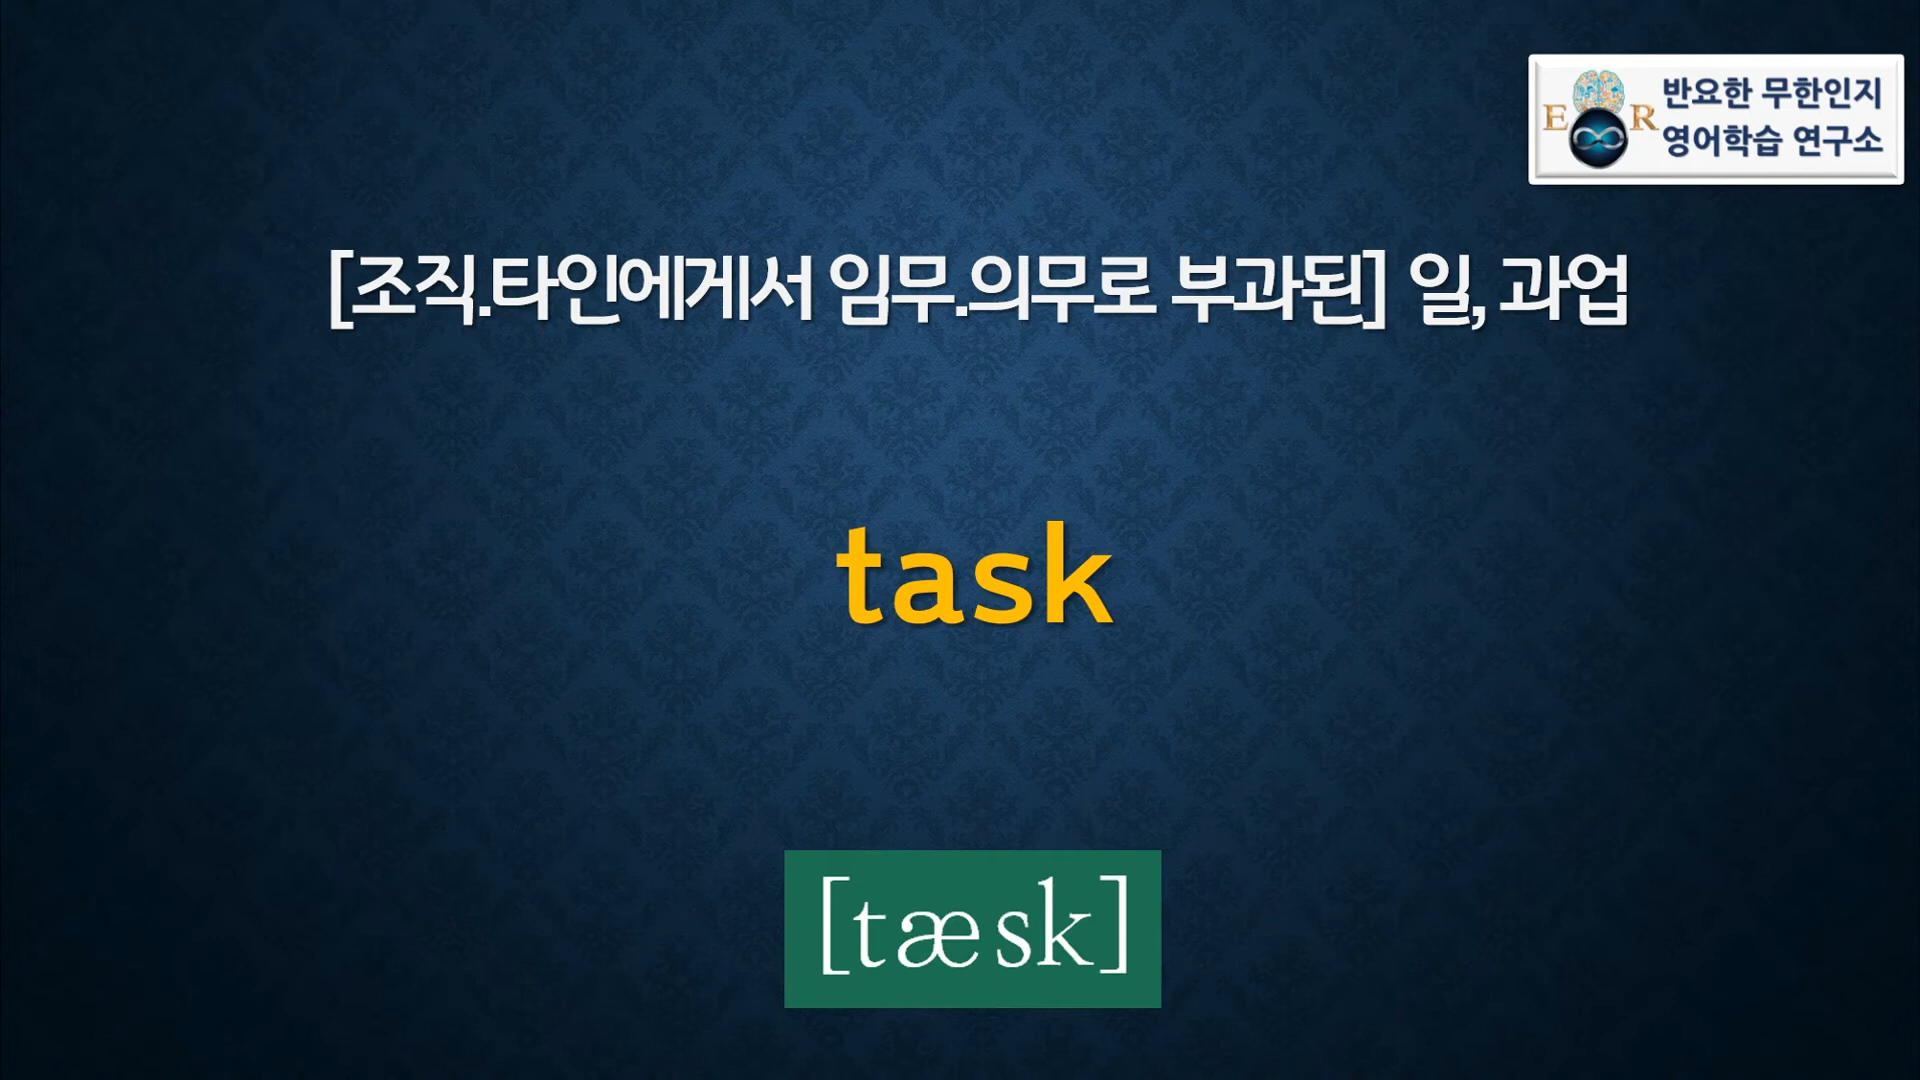 반요한 무한인지
E R 영어학습 연구소
[조직.타인에게서 임무.의무로 부과된] 일, 과업
task
[tæsk]